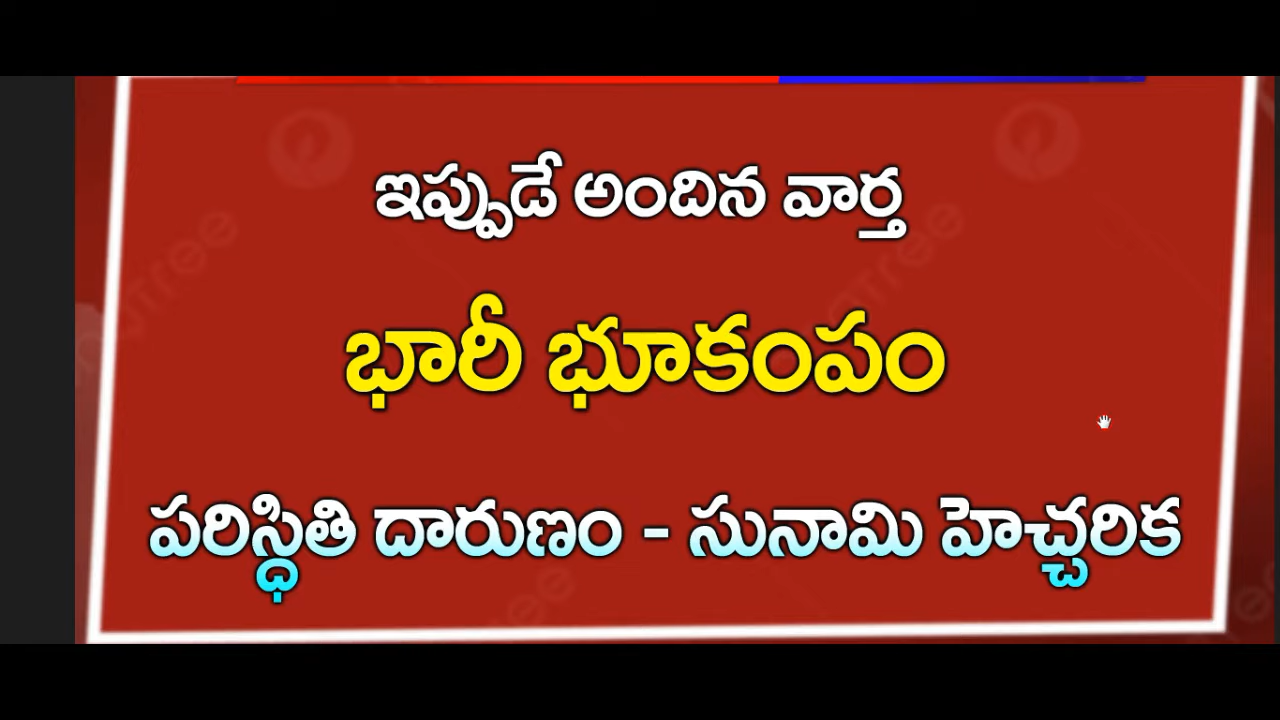 ఇప్పుడే అందిన వార్త
భారీ భూకంపం
పరిస్ధితి దారుణం - సునామి హెచ్చరిక